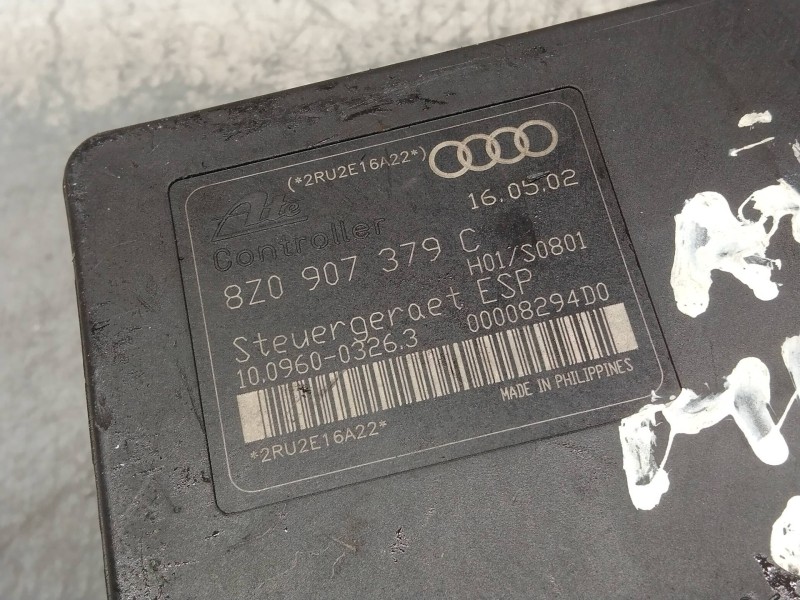 (*2RU2E16A22*)
16.05.02
Ate
Controller
8Z0 907 379 C
H01/S0801
Steuergeraet ESP
10.0960-0326.3 00008294D0
MADE IN PHILIPPINES
*2RU2E16A22*